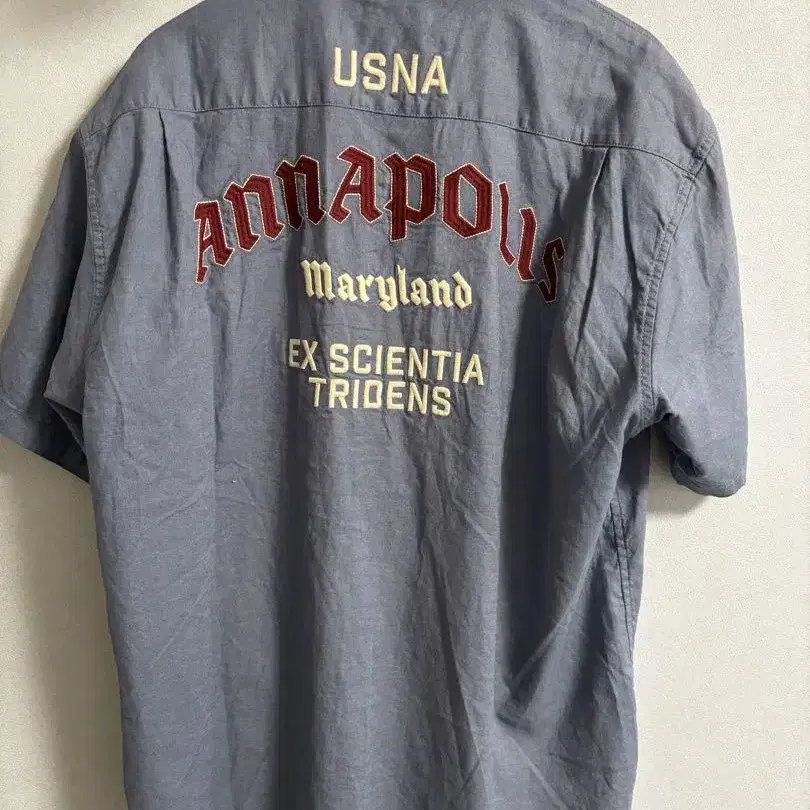 USNA
ANNAPOLIS
Maryland
EX SCIENTIA
TRIDENS